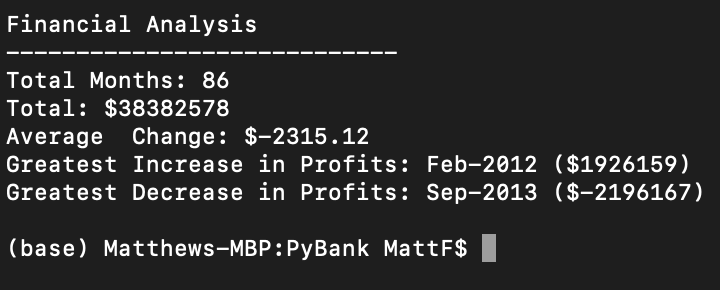 Financial Analysis
----------------------------
Total Months: 86
Total: $38382578
Average  Change: $-2315.12
Greatest Increase in Profits: Feb-2012 ($1926159)
Greatest Decrease in Profits: Sep-2013 ($-2196167)
(base) Matthews-MBP:PyBank MattF$